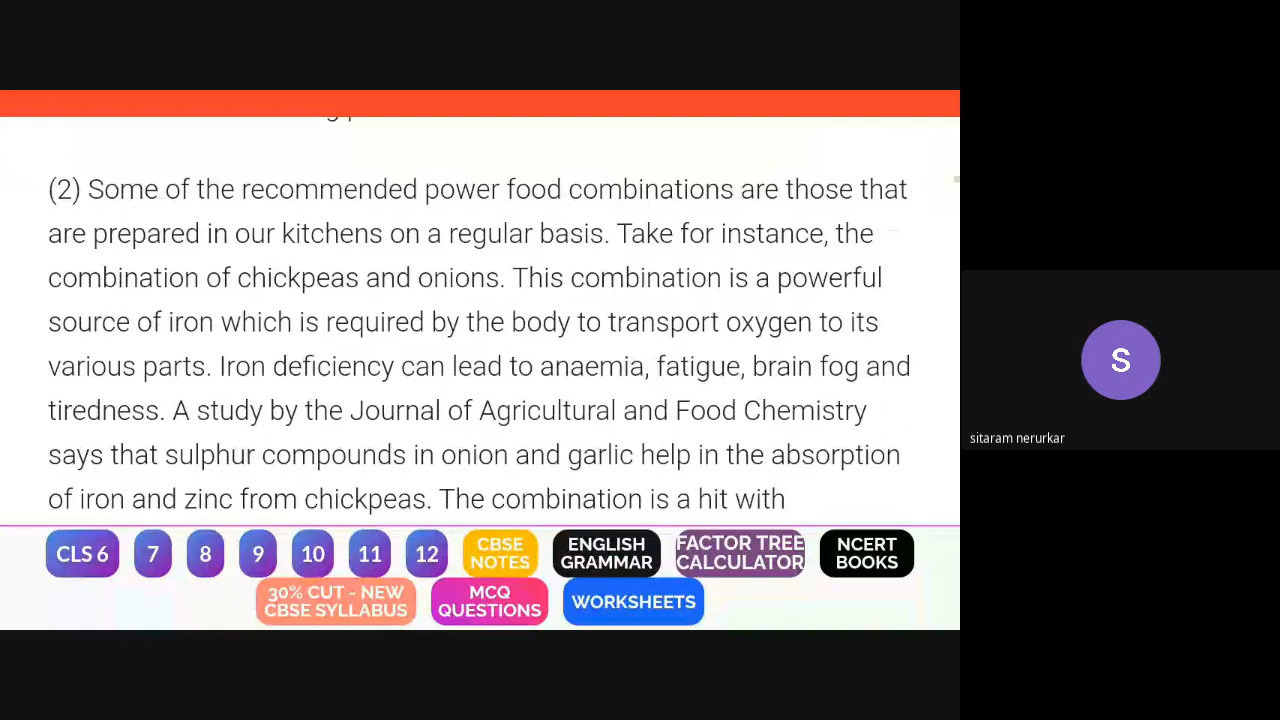 (2) Some of the recommended power food combinations are those that
are prepared in our kitchens on a regular basis. Take for instance, the
combination of chickpeas and onions. This combination is a powerful
source of iron which is required by the body to transport oxygen to its
various parts. Iron deficiency can lead to anaemia, fatigue, brain fog and
tiredness. A study by the Journal of Agricultural and Food Chemistry
says that sulphur compounds in onion and garlic help in the absorption
of iron and zinc from chickpeas. The combination is a hit with
CLS 6 7 8 9 10 11 12
CBSE
NOTES
ENGLISH
GRAMMAR
FACTOR TREE
CALCULATOR
NCERT
BOOKS
30% CUT - NEW
CBSE SYLLABUS
MCQ
QUESTIONS
WORKSHEETS
S
sitaram nerurkar